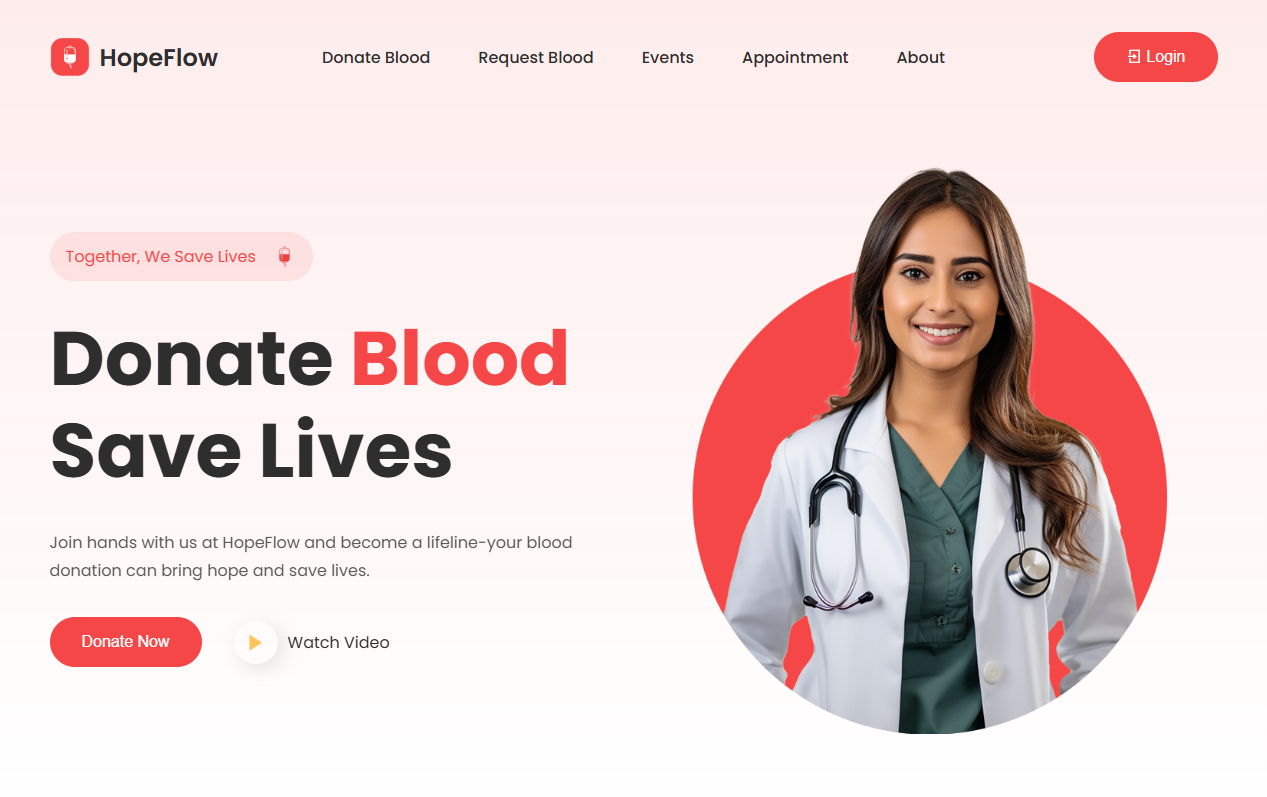 HopeFlow
Donate Blood
Request Blood
Events
Appointment
About
Login
Together, We Save Lives
Donate Blood
Save Lives
Join hands with us at HopeFlow and become a lifeline-your blood
donation can bring hope and save lives.
Donate Now
Watch Video